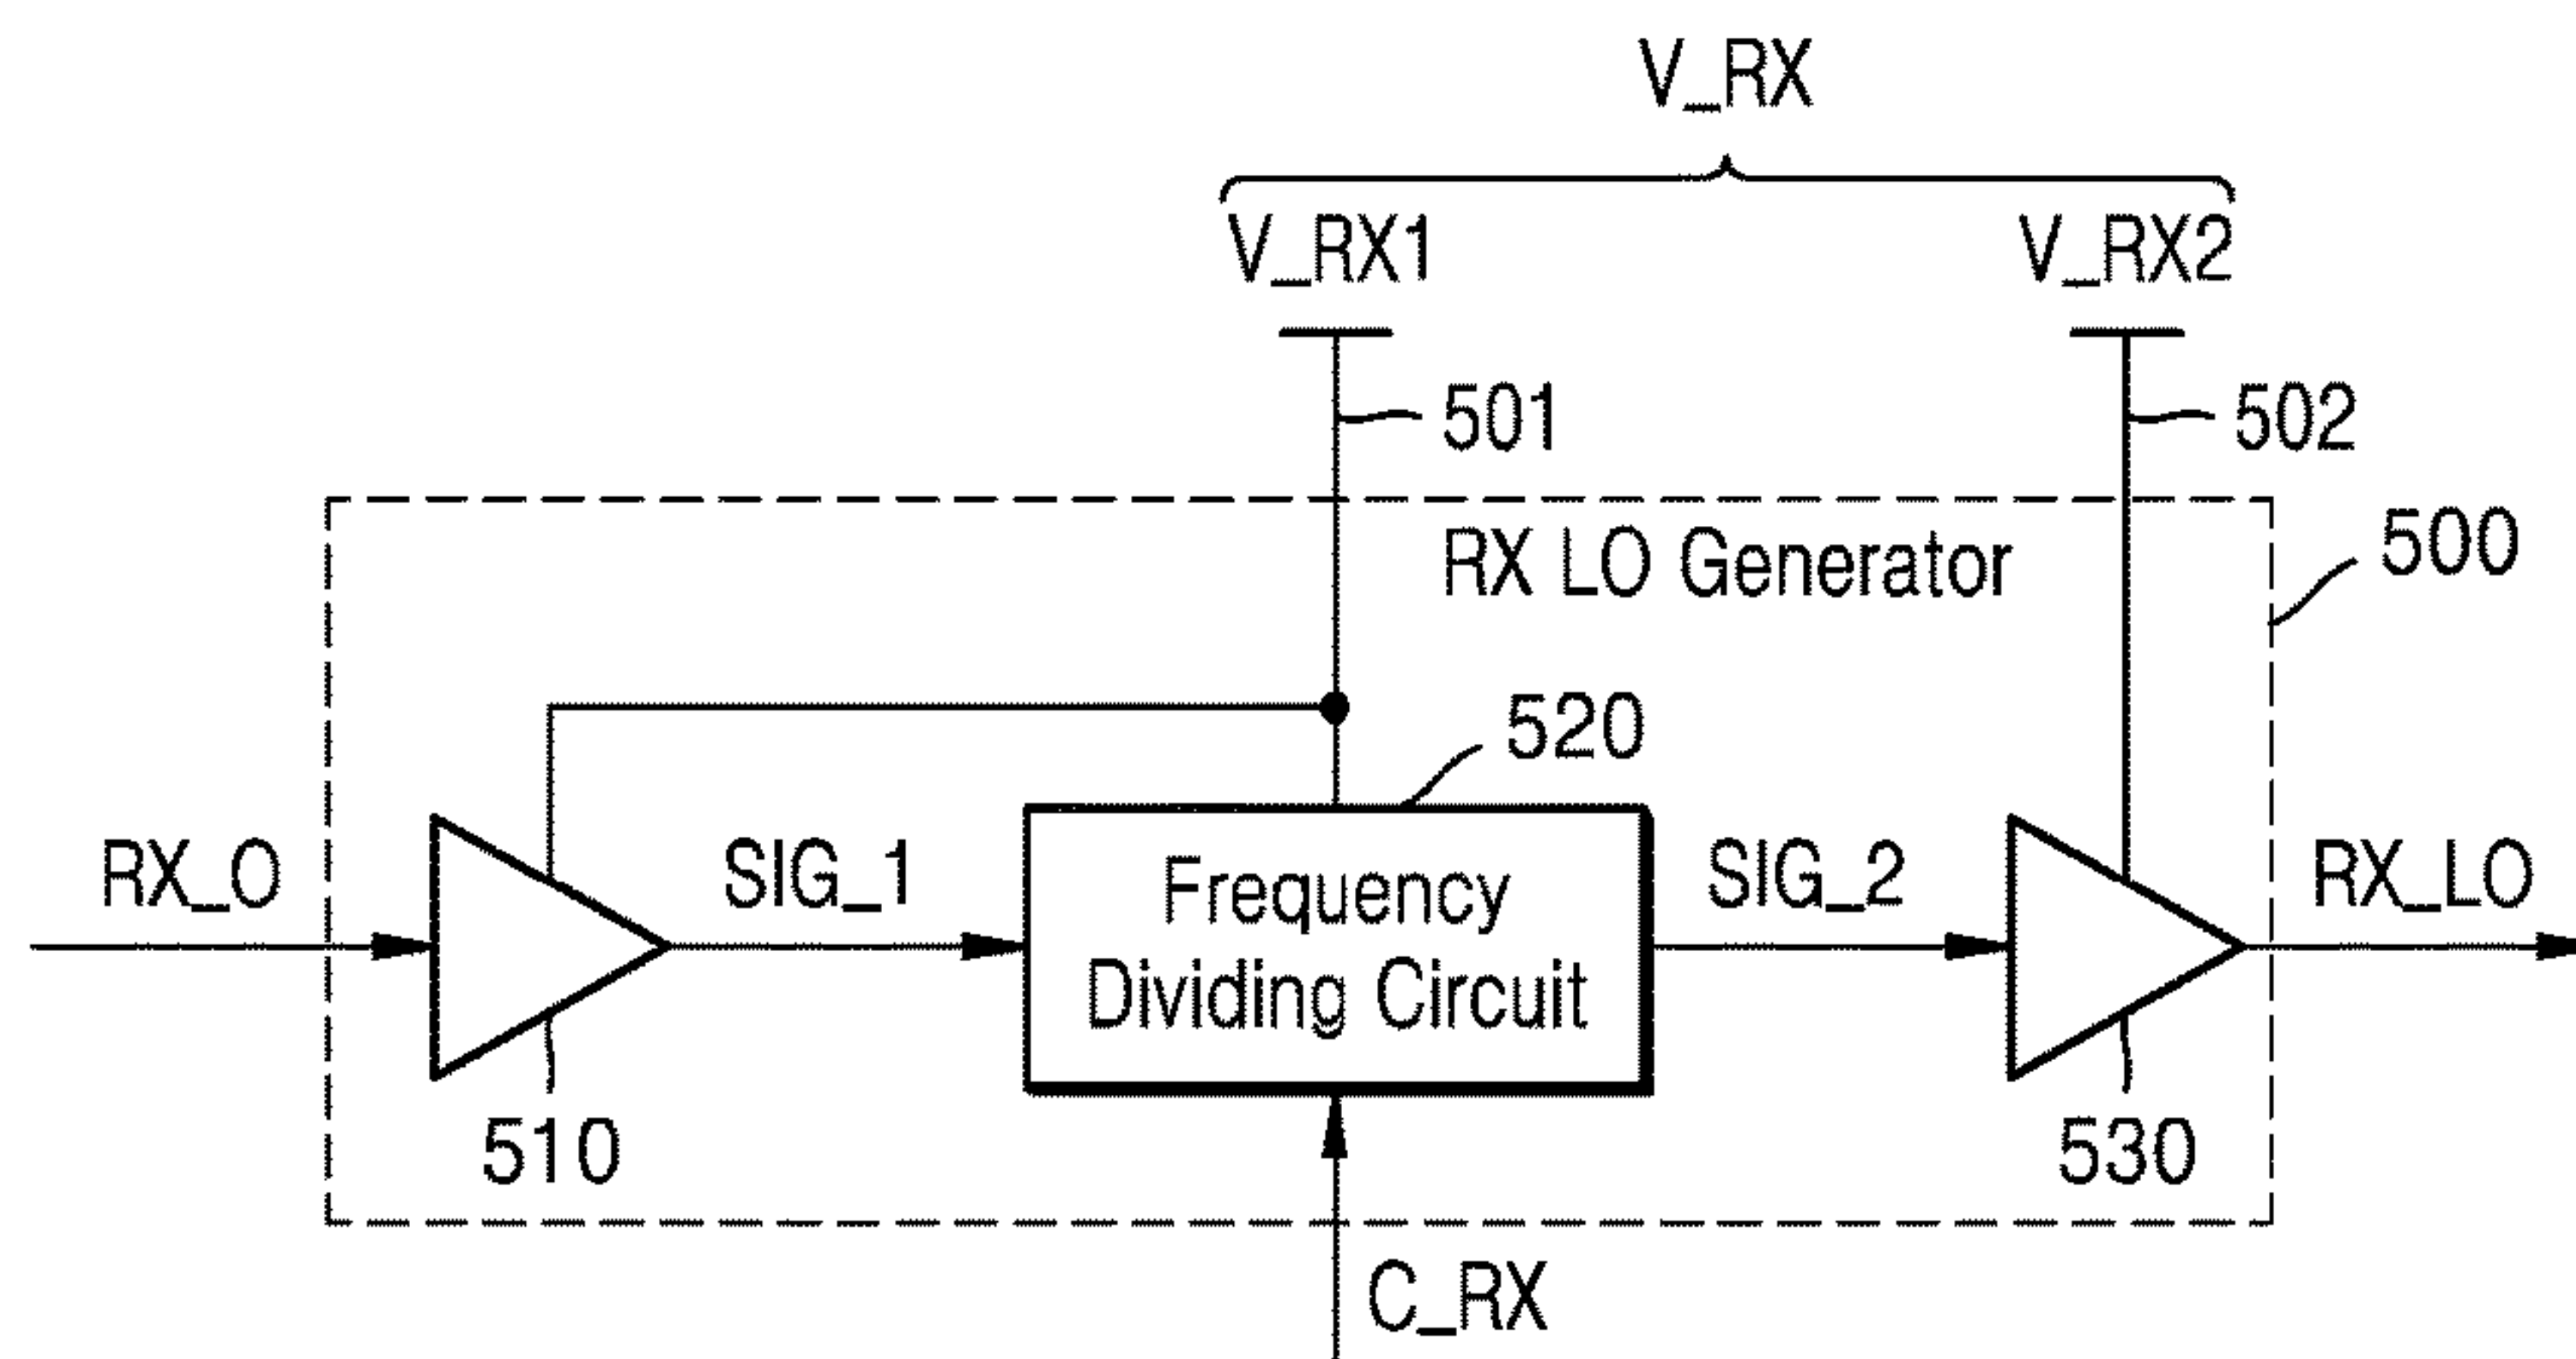 V_RX
V_RX1
V_RX2
501
502
RX LO Generator
500
520
RX_O
SIG_1
Frequency
Dividing Circuit
SIG_2
RX_LO
510
530
C_RX